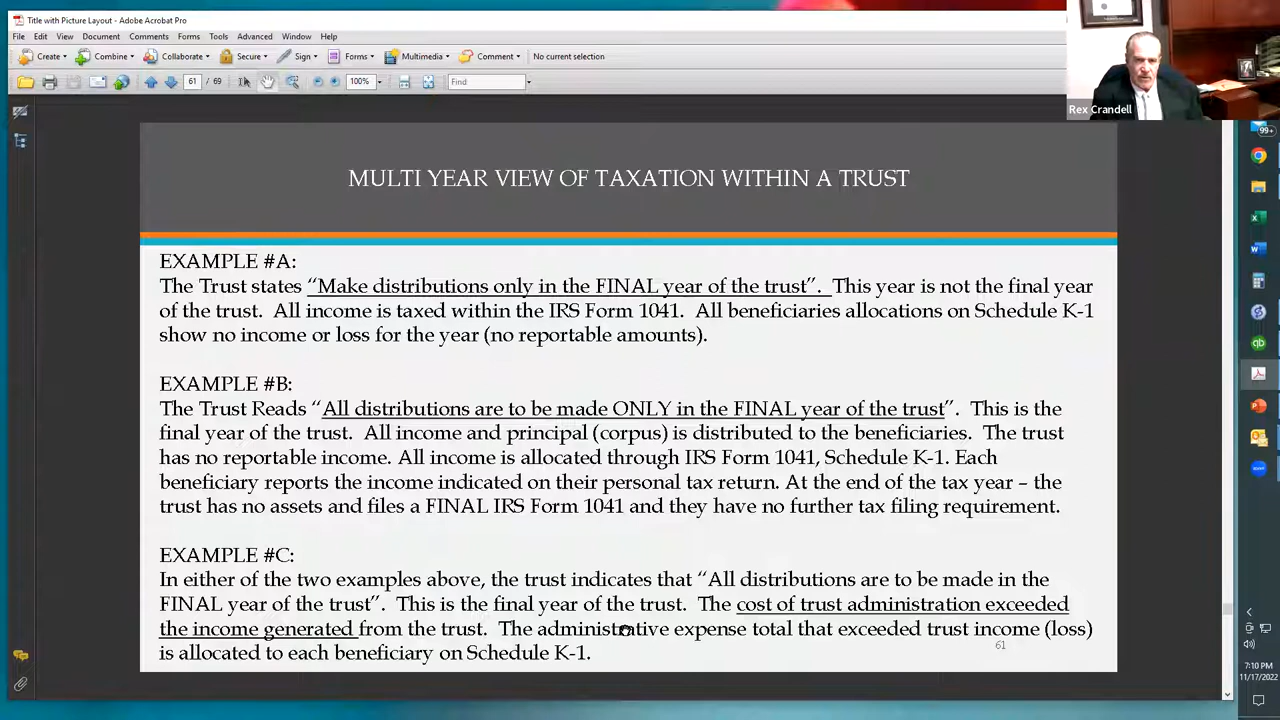 Title with Picture Layout - Adobe Acrobat Pro
File Edit View Document Comments Forms Tools Advanced Window Help
Create Combine Collaborate Secure Sign Forms Multimedia Comment No current selection
61 / 69 100% Find
Rex Crandell
99+
MULTI YEAR VIEW OF TAXATION WITHIN A TRUST
EXAMPLE #A:
The Trust states “Make distributions only in the FINAL year of the trust”. This year is not the final year
of the trust. All income is taxed within the IRS Form 1041. All beneficiaries allocations on Schedule K-1
show no income or loss for the year (no reportable amounts).
EXAMPLE #B:
The Trust Reads “All distributions are to be made ONLY in the FINAL year of the trust”. This is the
final year of the trust. All income and principal (corpus) is distributed to the beneficiaries. The trust
has no reportable income. All income is allocated through IRS Form 1041, Schedule K-1. Each
beneficiary reports the income indicated on their personal tax return. At the end of the tax year – the
trust has no assets and files a FINAL IRS Form 1041 and they have no further tax filing requirement.
EXAMPLE #C:
In either of the two examples above, the trust indicates that “All distributions are to be made in the
FINAL year of the trust”. This is the final year of the trust. The cost of trust administration exceeded
the income generated from the trust. The administrative expense total that exceeded trust income (loss)
is allocated to each beneficiary on Schedule K-1.
61
7:10 PM
11/17/2022